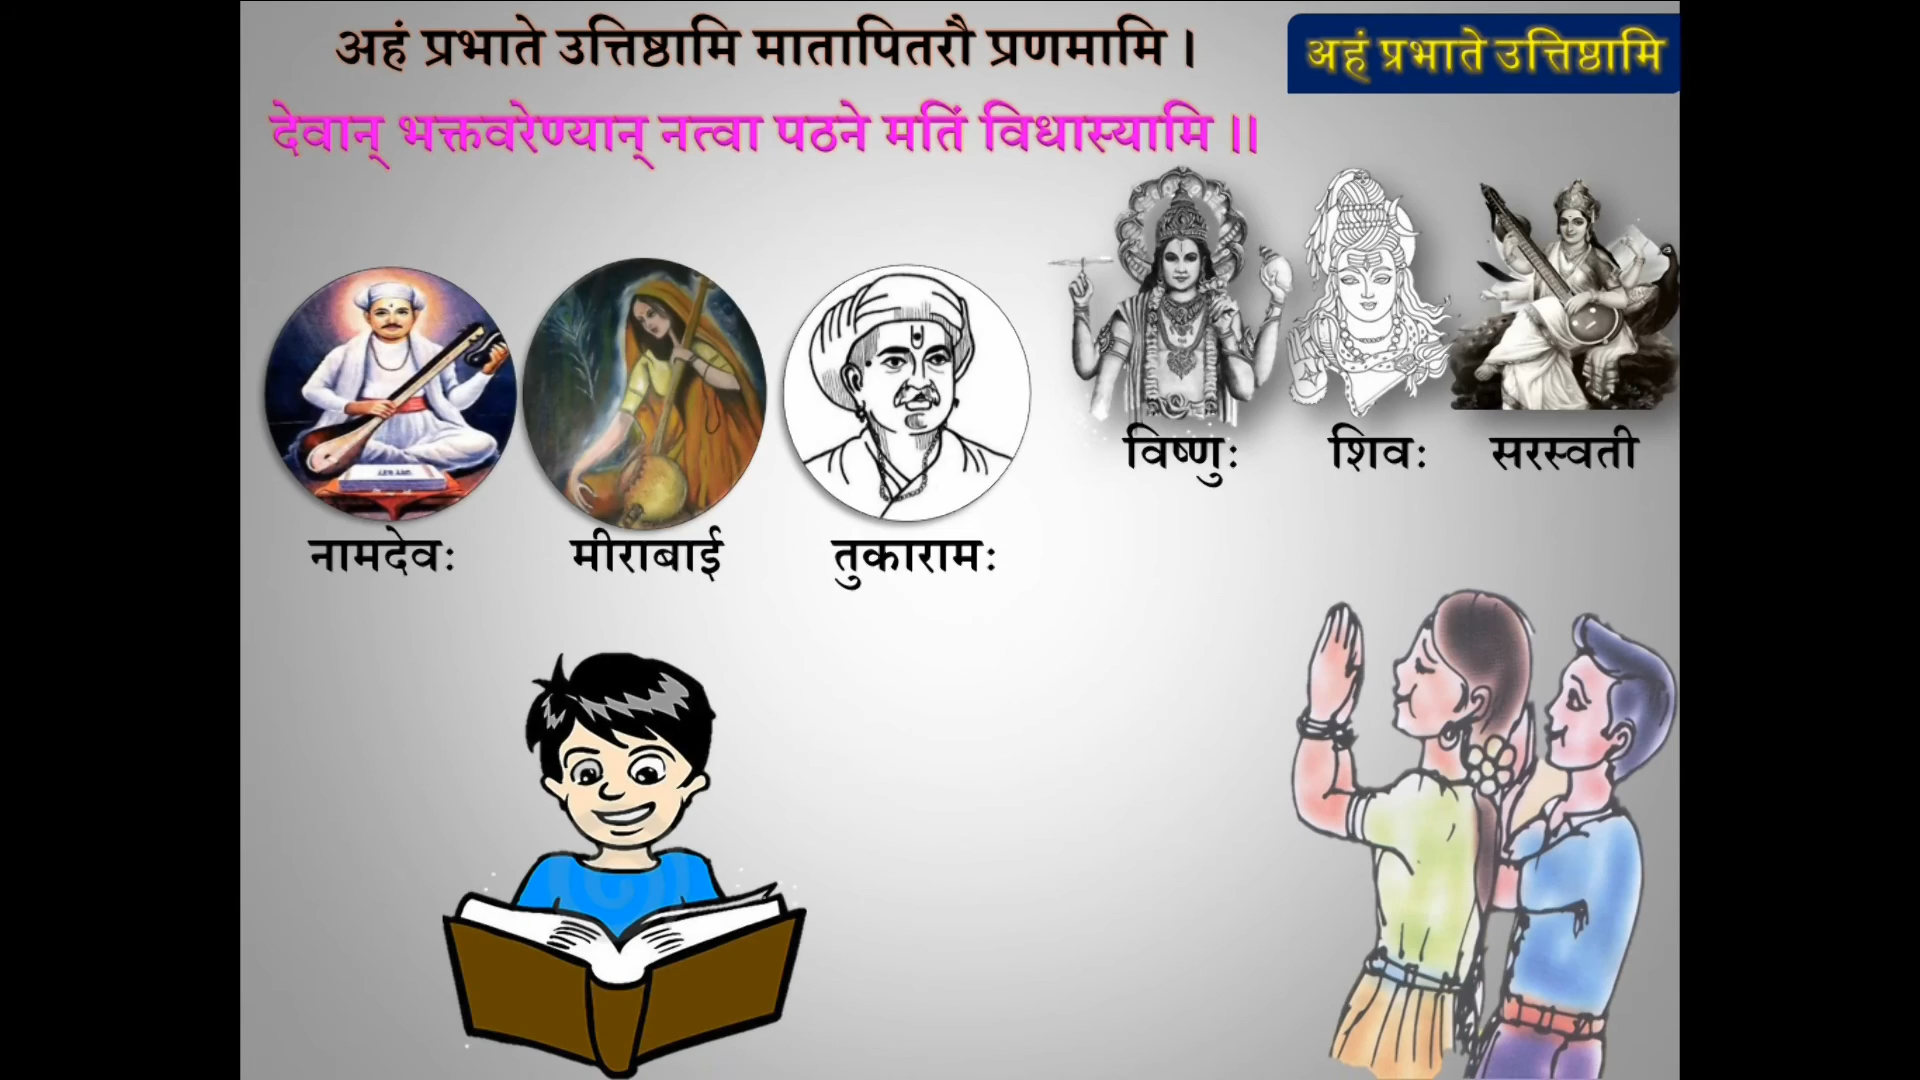 अहं प्रभाते उत्तिष्ठामि मातापितरौ प्रणमामि ।
अहं प्रभाते उत्तिष्ठामि
देवान् भक्तवरेण्यान् नत्वा पठने मतिं विधास्यामि ॥
विष्णुः शिवः सरस्वती
नामदेवः मीराबाई तुकारामः